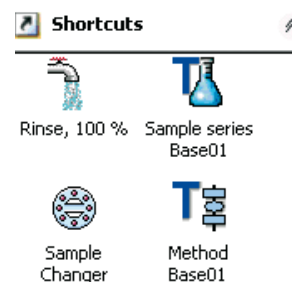 Shortcuts
Rinse, 100 %
Sample series
Base01
Sample
Changer
Method
Base01